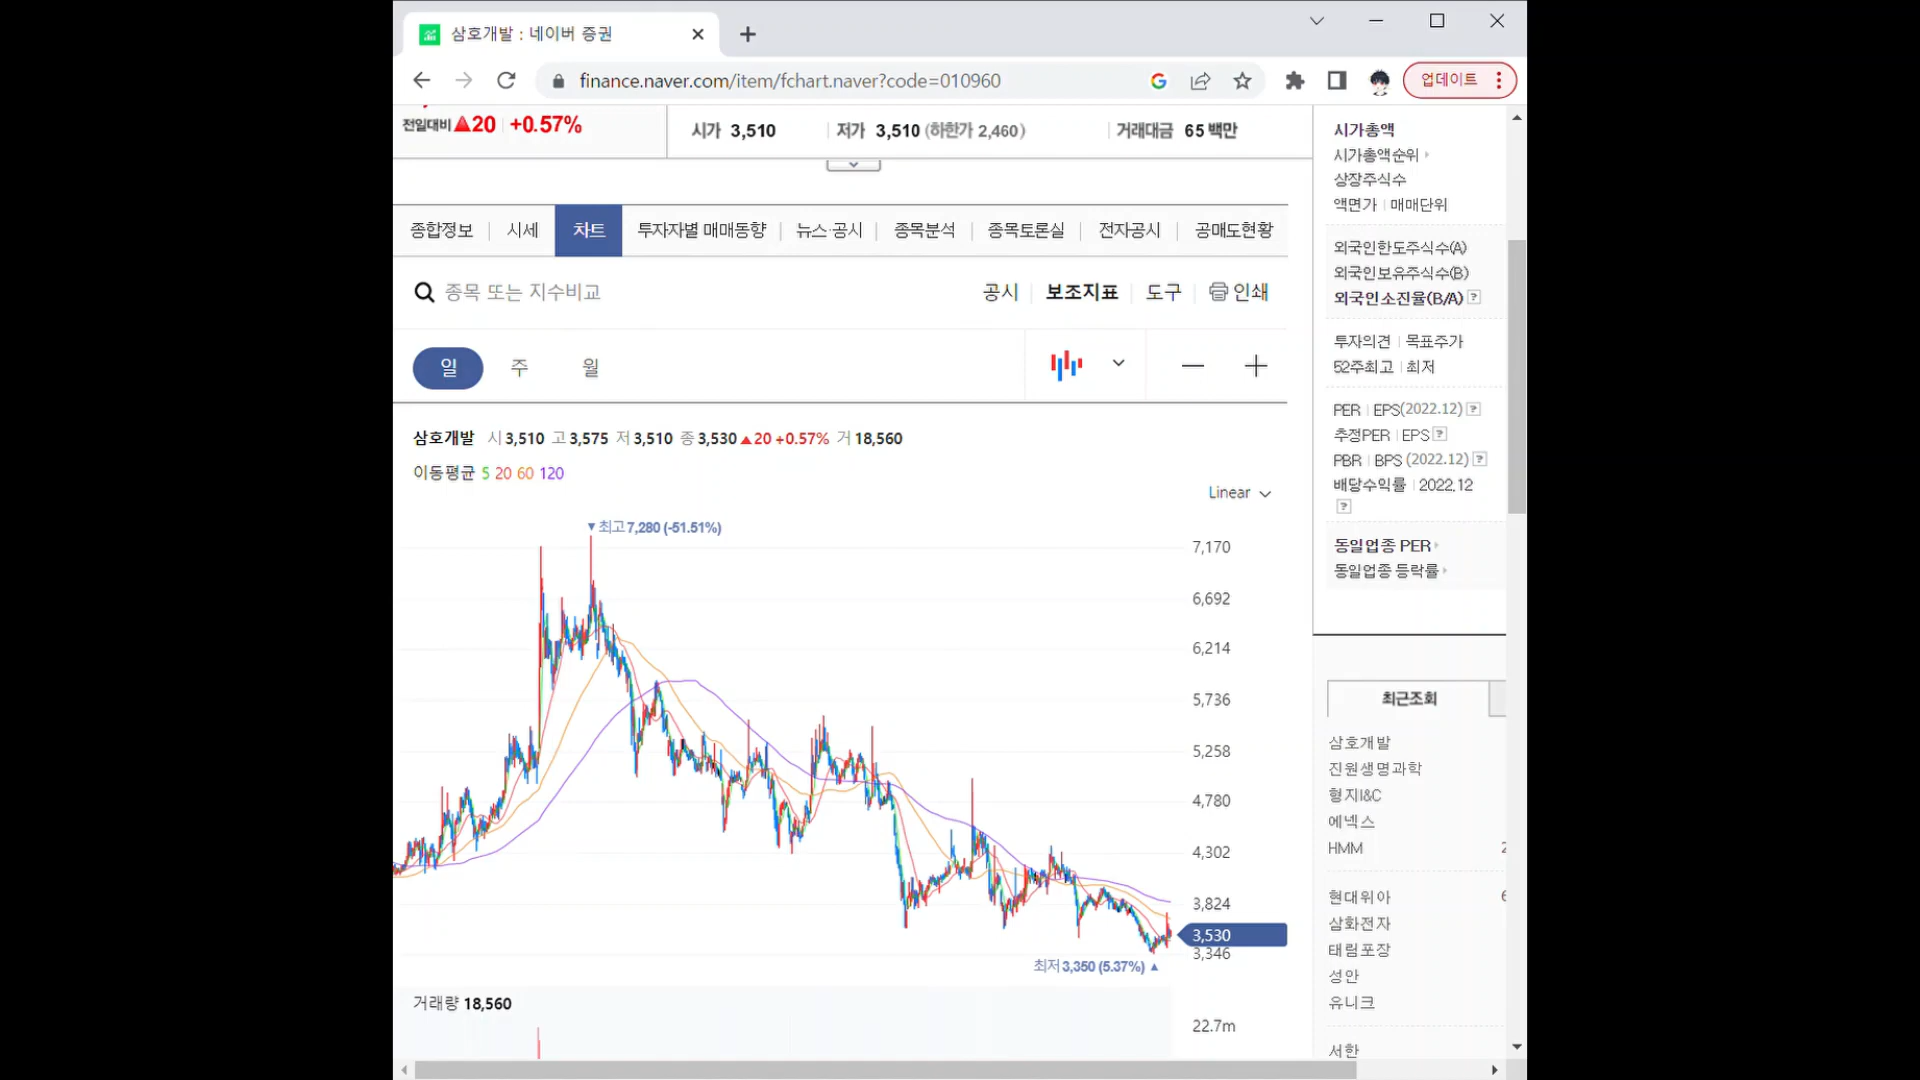 삼호개발 : 네이버 증권
finance.naver.com/item/fchart.naver?code=010960
업데이트
전일대비 ▲20 +0.57%
시가 3,510
저가 3,510 (하한가 2,460)
거래대금 65 백만
종합정보 시세 차트 투자자별 매매동향 뉴스·공시 종목분석 종목토론실 전자공시 공매도현황
종목 또는 지수비교
공시 보조지표 도구 인쇄
일 주 월
삼호개발 시 3,510 고 3,575 저 3,510 종 3,530 ▲20 +0.57% 거 18,560
이동평균 5 20 60 120
Linear
▼최고 7,280 (-51.51%)
7,170
6,692
6,214
5,736
5,258
4,780
4,302
3,824
3,530
3,346
최저 3,350 (5.37%) ▲
거래량 18,560
22.7m
시가총액
시가총액순위
상장주식수
액면가 | 매매단위
외국인한도주식수(A)
외국인보유주식수(B)
외국인소진율(B/A) ?
투자의견 | 목표주가
52주최고 | 최저
PER | EPS(2022.12) ?
추정PER | EPS ?
PBR | BPS (2022.12) ?
배당수익률 | 2022.12
?
동일업종 PER
동일업종 등락률
최근조회
삼호개발
진원생명과학
형지I&C
에넥스
HMM
현대위아
삼화전자
태림포장
성안
유니크
서한